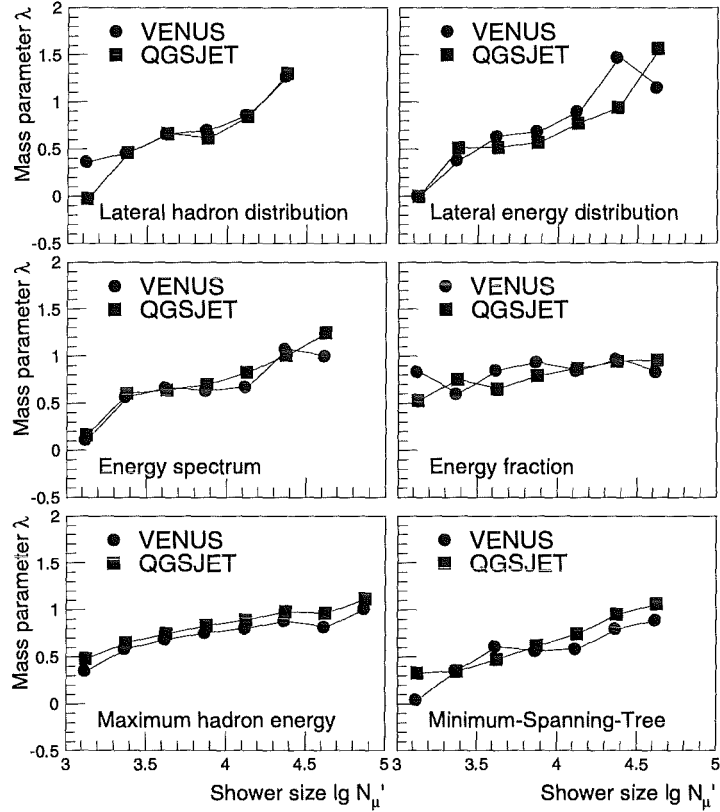 Mass parameter λ
2
1.5
1
0.5
0
-0.5
VENUS
QGSJET
Lateral hadron distribution
VENUS
QGSJET
Lateral energy distribution
Mass parameter λ
2
1.5
1
0.5
0
-0.5
VENUS
QGSJET
Energy spectrum
VENUS
QGSJET
Energy fraction
Mass parameter λ
2
1.5
1
0.5
0
-0.5
VENUS
QGSJET
Maximum hadron energy
VENUS
QGSJET
Minimum-Spanning-Tree
3 3.5 4 4.5 5 3 3.5 4 4.5 5
Shower size lg Nμ' Shower size lg Nμ'